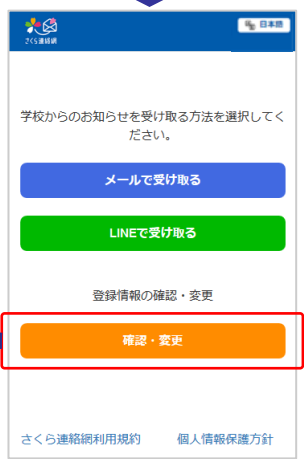 さくら連絡網
日本語
学校からのお知らせを受け取る方法を選択してく
ださい。
メールで受け取る
LINEで受け取る
登録情報の確認・変更
確認・変更
さくら連絡網利用規約 個人情報保護方針